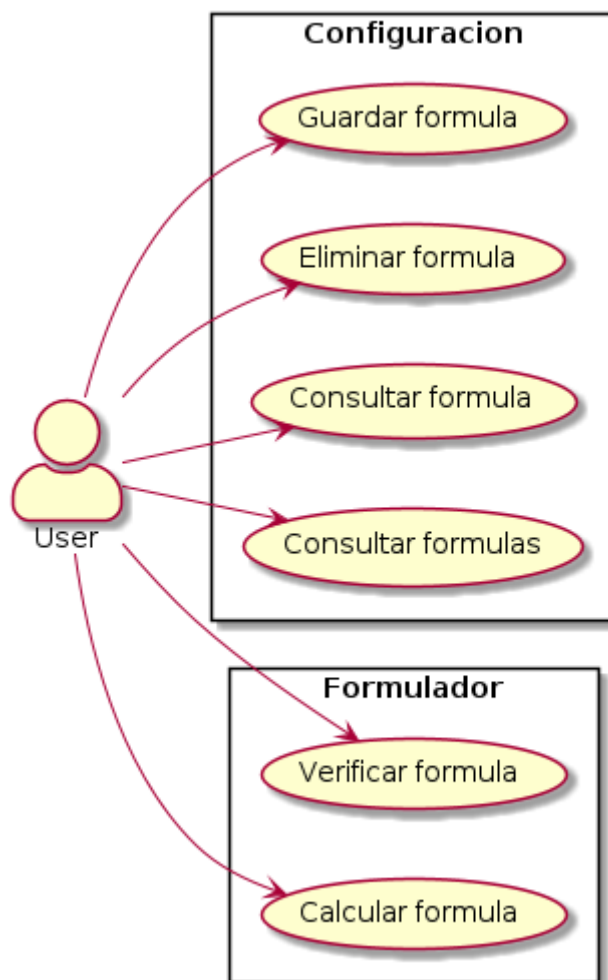 Configuracion
Guardar formula
Eliminar formula
Consultar formula
Consultar formulas
User
Formulador
Verificar formula
Calcular formula